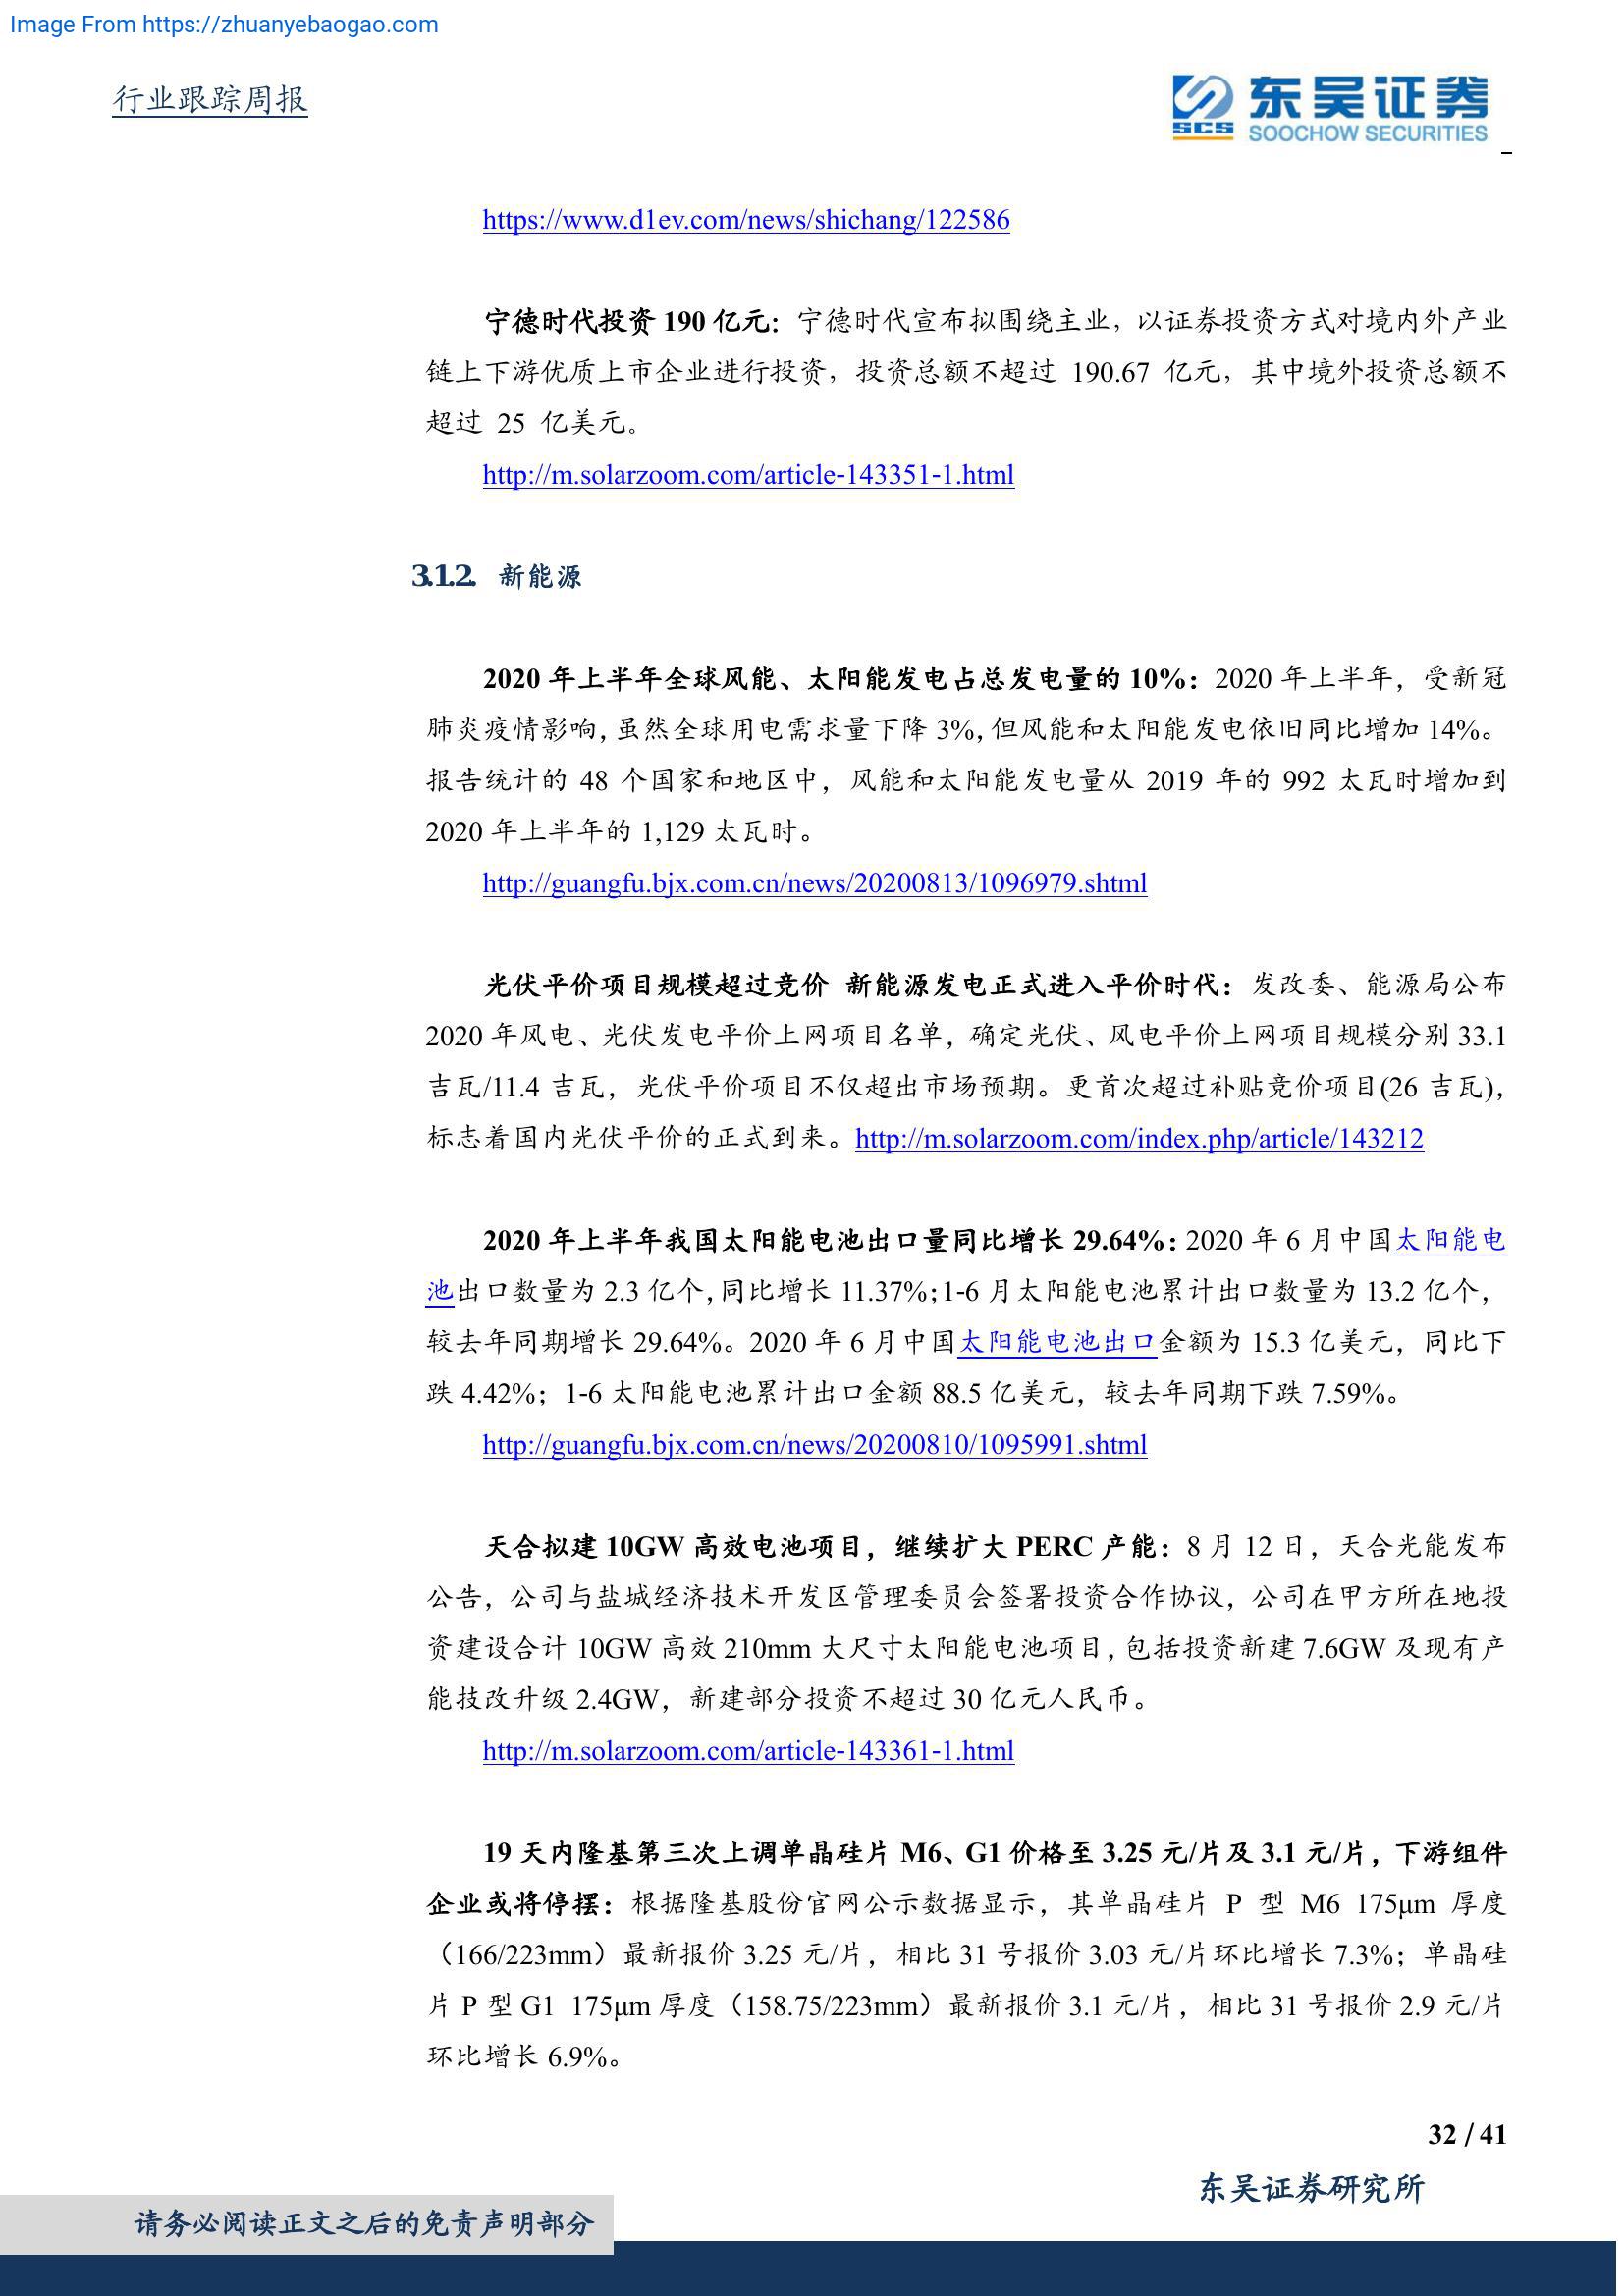 Image From https://zhuanyebaogao.com
行业跟踪周报
东吴证券
SCS
SOOCHOW SECURITIES
https://www.d1ev.com/news/shichang/122586
宁德时代投资 190 亿元：宁德时代宣布拟围绕主业，以证券投资方式对境内外产业
链上下游优质上市企业进行投资，投资总额不超过 190.67 亿元，其中境外投资总额不
超过 25 亿美元。
http://m.solarzoom.com/article-143351-1.html
3.1.2. 新能源
2020 年上半年全球风能、太阳能发电占总发电量的 10%：2020 年上半年，受新冠
肺炎疫情影响，虽然全球用电需求量下降 3%，但风能和太阳能发电依旧同比增加 14%。
报告统计的 48 个国家和地区中，风能和太阳能发电量从 2019 年的 992 太瓦时增加到
2020 年上半年的 1,129 太瓦时。
http://guangfu.bjx.com.cn/news/20200813/1096979.shtml
光伏平价项目规模超过竞价 新能源发电正式进入平价时代：发改委、能源局公布
2020 年风电、光伏发电平价上网项目名单，确定光伏、风电平价上网项目规模分别 33.1
吉瓦/11.4 吉瓦，光伏平价项目不仅超出市场预期。更首次超过补贴竞价项目(26 吉瓦)，
标志着国内光伏平价的正式到来。http://m.solarzoom.com/index.php/article/143212
2020 年上半年我国太阳能电池出口量同比增长 29.64%：2020 年 6 月中国太阳能电
池出口数量为 2.3 亿个，同比增长 11.37%；1-6 月太阳能电池累计出口数量为 13.2 亿个，
较去年同期增长 29.64%。2020 年 6 月中国太阳能电池出口金额为 15.3 亿美元，同比下
跌 4.42%；1-6 太阳能电池累计出口金额 88.5 亿美元，较去年同期下跌 7.59%。
http://guangfu.bjx.com.cn/news/20200810/1095991.shtml
天合拟建 10GW 高效电池项目，继续扩大 PERC 产能：8 月 12 日，天合光能发布
公告，公司与盐城经济技术开发区管理委员会签署投资合作协议，公司在甲方所在地投
资建设合计 10GW 高效 210mm 大尺寸太阳能电池项目，包括投资新建 7.6GW 及现有产
能技改升级 2.4GW，新建部分投资不超过 30 亿元人民币。
http://m.solarzoom.com/article-143361-1.html
19 天内隆基第三次上调单晶硅片 M6、G1 价格至 3.25 元/片及 3.1 元/片，下游组件
企业或将停摆：根据隆基股份官网公示数据显示，其单晶硅片 P 型 M6 175μm 厚度
（166/223mm）最新报价 3.25 元/片，相比 31 号报价 3.03 元/片环比增长 7.3%；单晶硅
片 P 型 G1 175μm 厚度（158.75/223mm）最新报价 3.1 元/片，相比 31 号报价 2.9 元/片
环比增长 6.9%。
32 / 41
东吴证券研究所
请务必阅读正文之后的免责声明部分